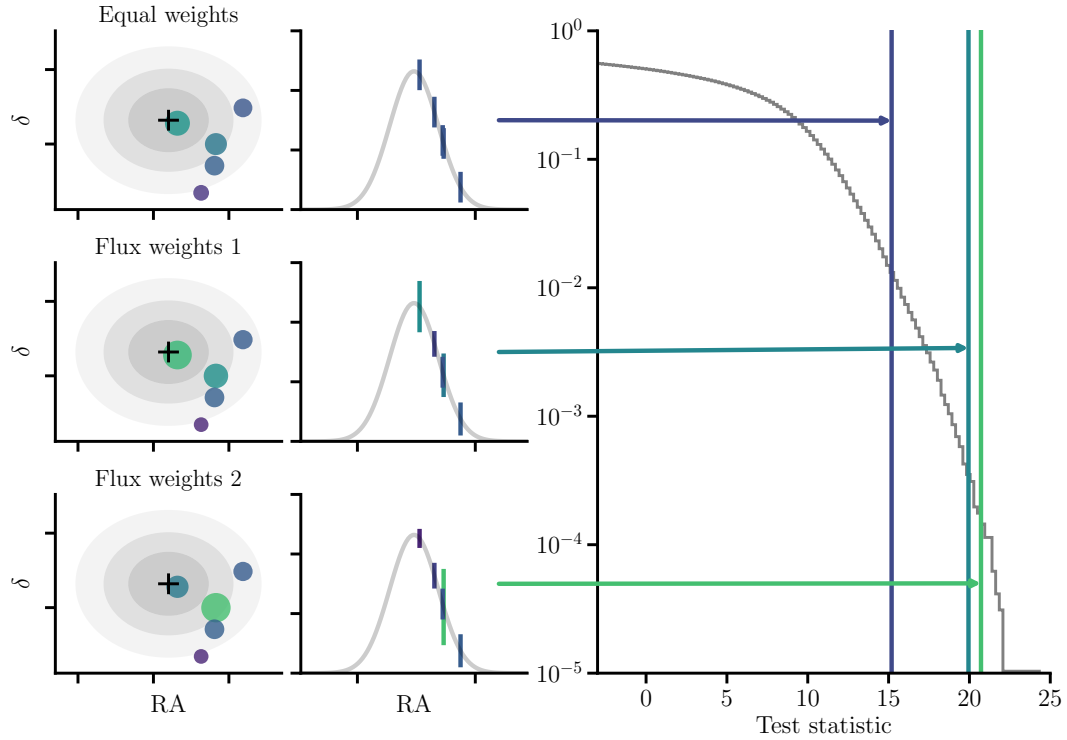 Equal weights
δ
Flux weights 1
δ
Flux weights 2
δ
RA
RA
10^0
10^-1
10^-2
10^-3
10^-4
10^-5
0 5 10 15 20 25
Test statistic